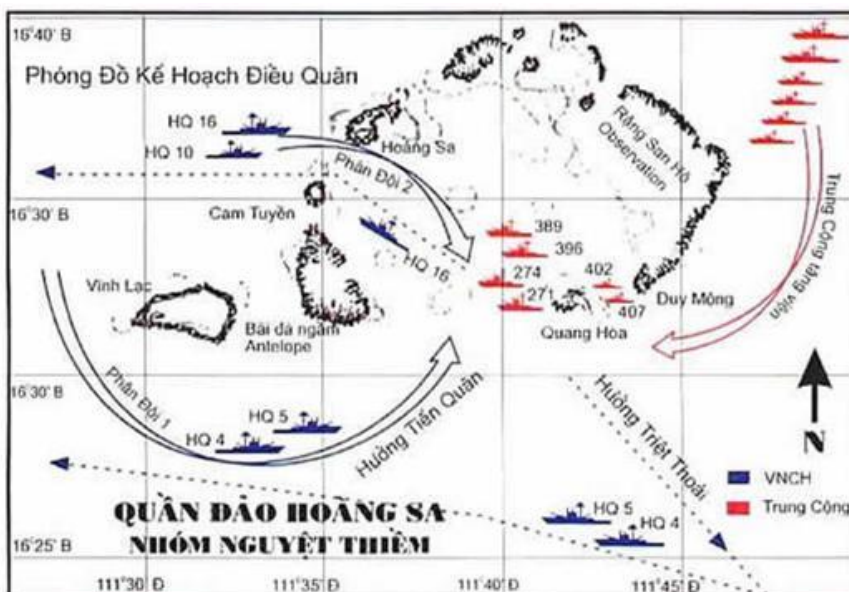 16°40' B
Phóng Đồ Kế Hoạch Điều Quân
HQ 16
HQ 10
Hoàng Sa
Phân Đội 2
Rặng San Hô
Observation
Trung Cộng tăng viện
16°30' B
Cam Tuyền
HQ 16
389
396
274
402
271
407
Duy Mộng
Quang Hòa
Vĩnh Lạc
Bãi đá ngầm
Antelope
16°30' B
Phân Đội 1
HQ 5
HQ 4
Hướng Tiến Quân
Hướng Triệt Thoái
N
VNCH
Trung Cộng
QUẦN ĐẢO HOÀNG SA
NHÓM NGUYỆT THIỀM
HQ 5
HQ 4
16°25' B
111°30' Đ
111°35' Đ
111°40' Đ
111°45' Đ